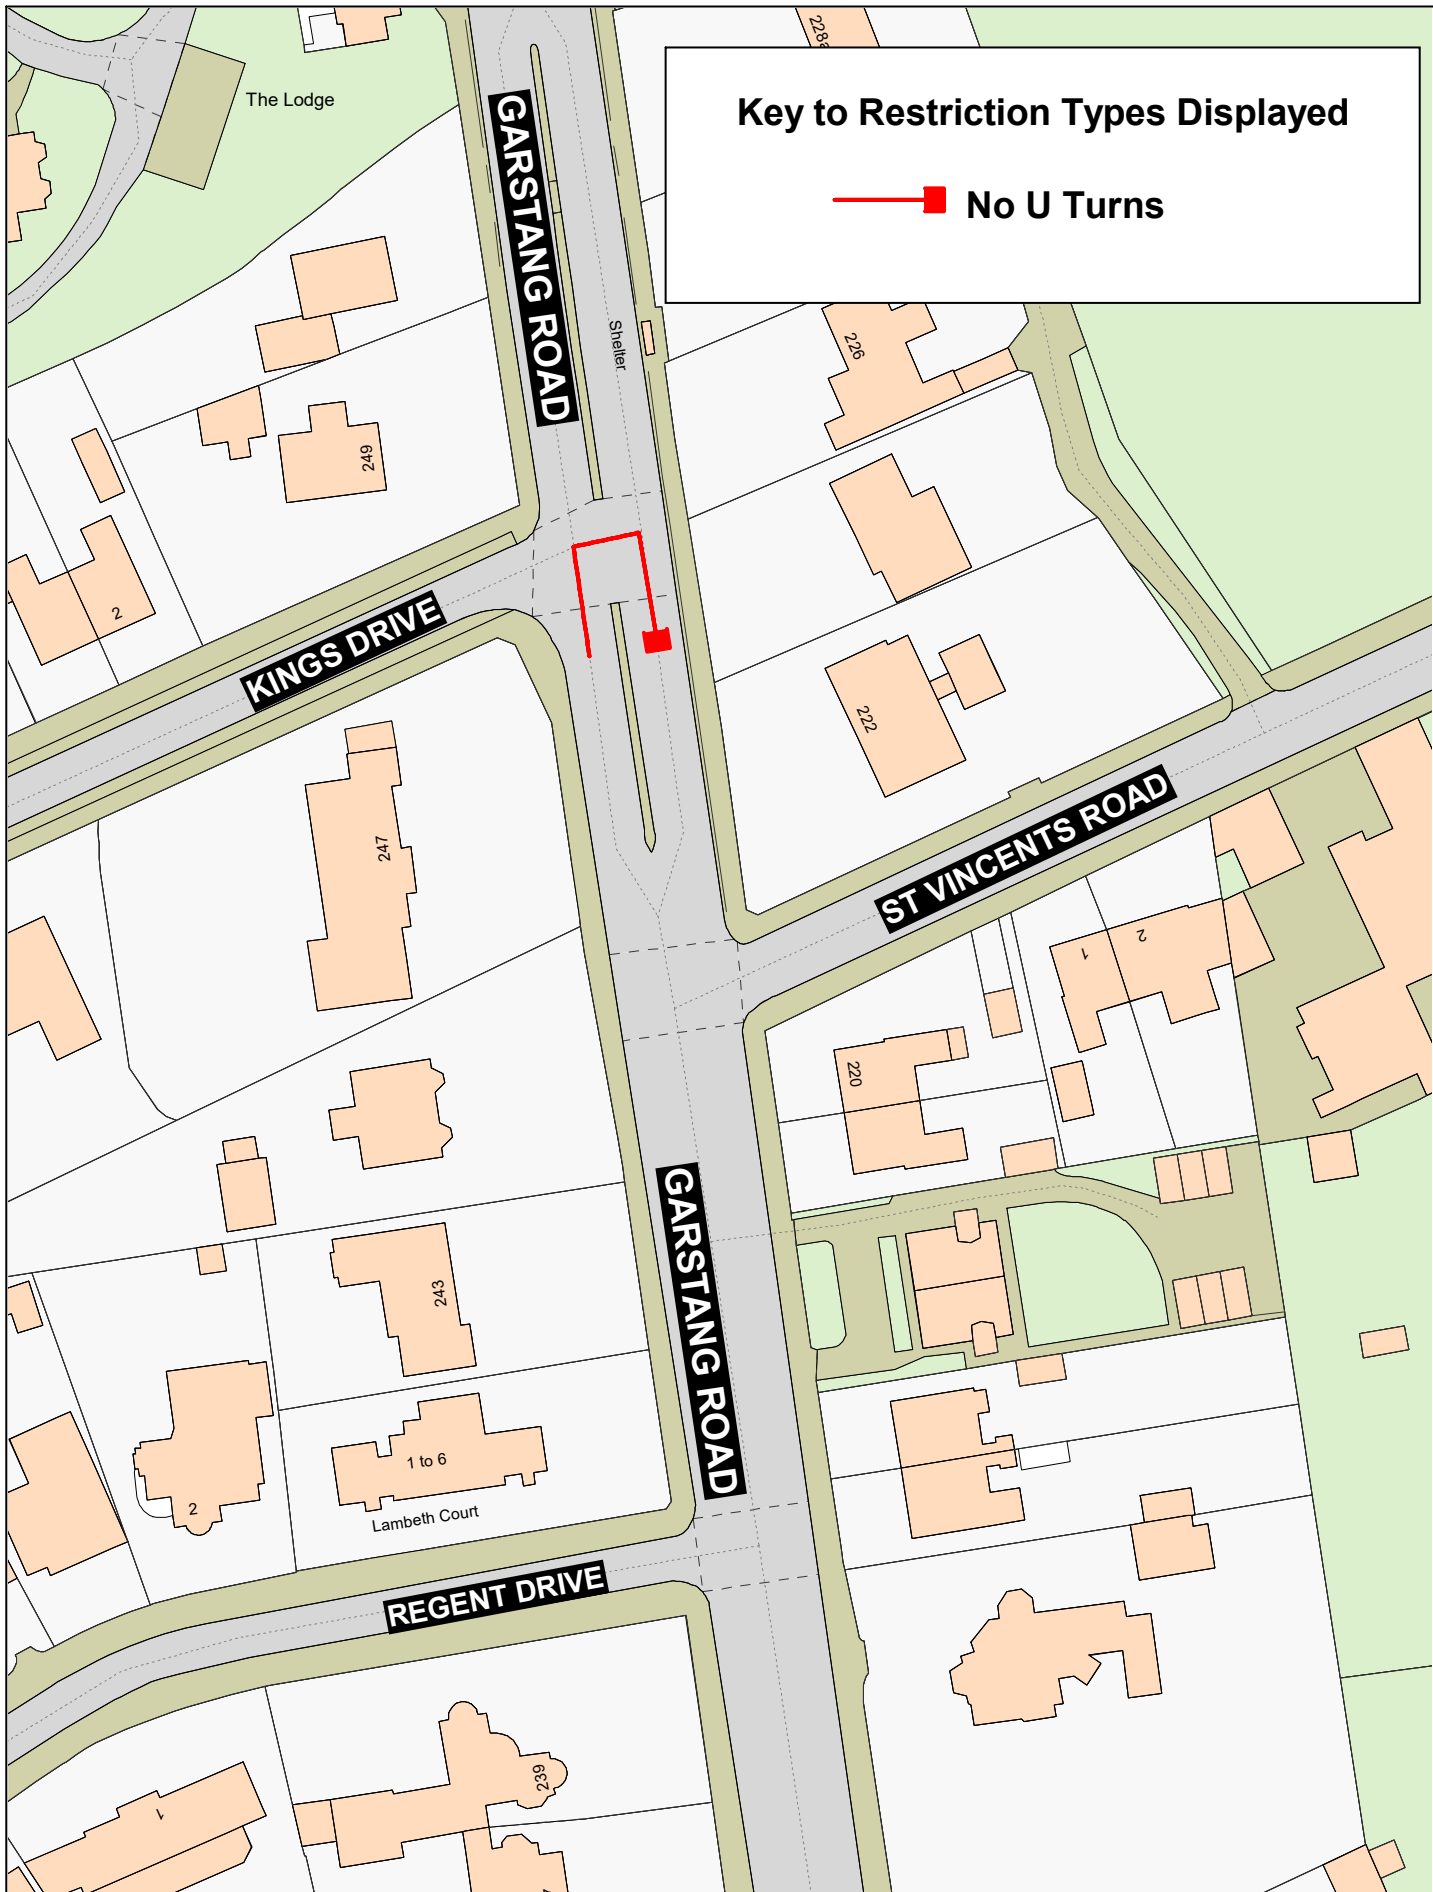 228a
Key to Restriction Types Displayed
No U Turns
The Lodge
GARSTANG ROAD
Shelter
226
249
2
KINGS DRIVE
222
247
ST VINCENTS ROAD
1
2
220
GARSTANG ROAD
243
1 to 6
2
Lambeth Court
REGENT DRIVE
239
1